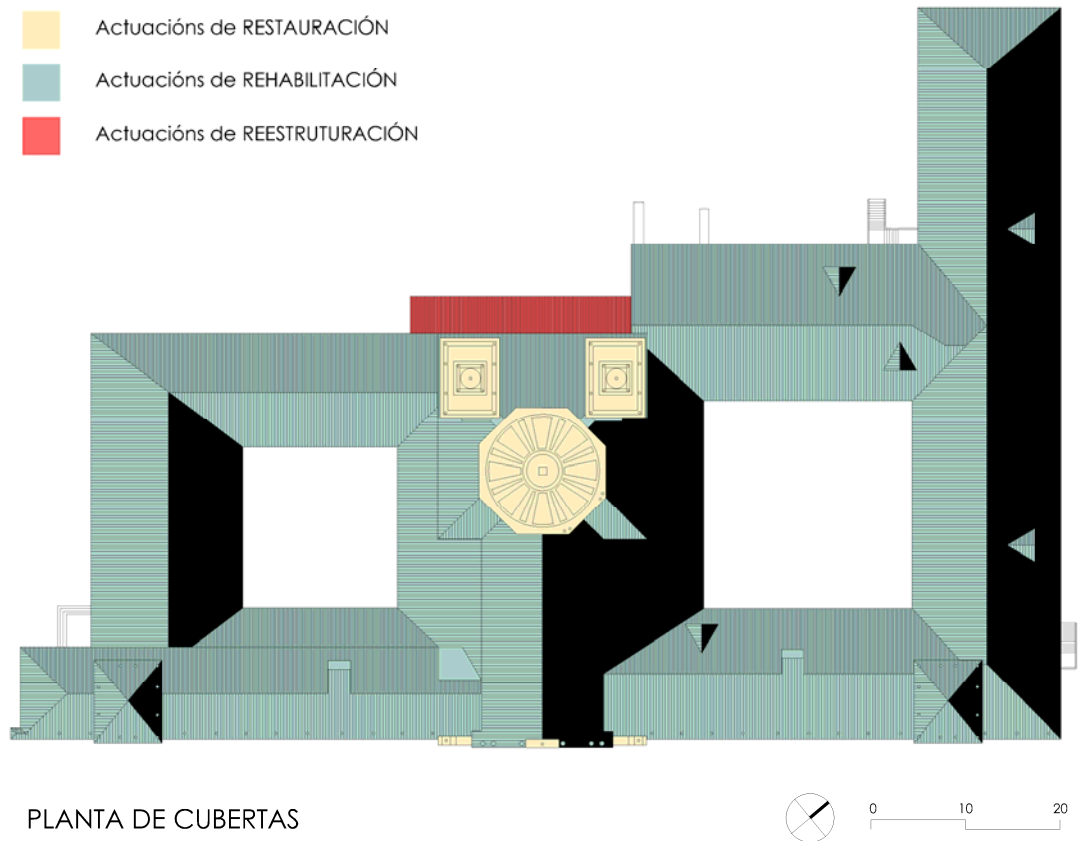 Actuacións de RESTAURACIÓN
Actuacións de REHABILITACIÓN
Actuacións de REESTRUTURACIÓN
PLANTA DE CUBERTAS
0 10 20